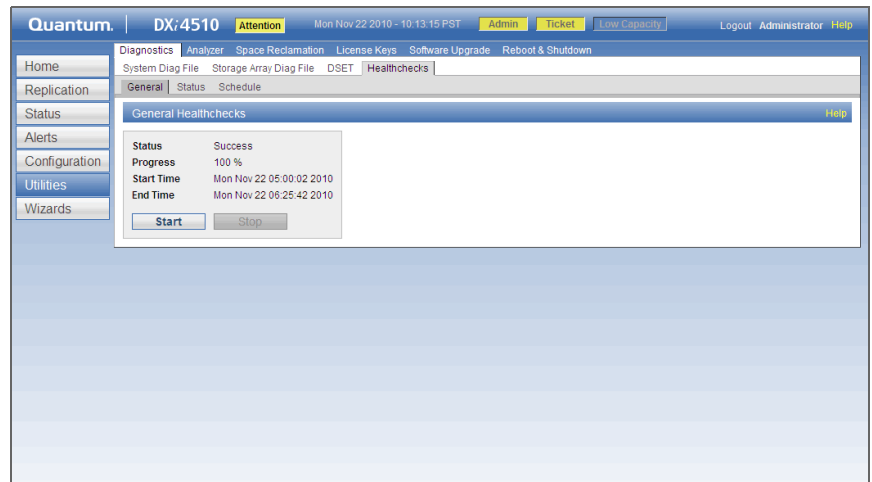 Quantum. DXi4510 Attention Mon Nov 22 2010 - 10:13:15 PST Admin Ticket Low Capacity Logout Administrator Help
Diagnostics Analyzer Space Reclamation License Keys Software Upgrade Reboot & Shutdown
System Diag File Storage Array Diag File DSET Healthchecks
General Status Schedule
Home
Replication
Status
Alerts
Configuration
Utilities
Wizards
General Healthchecks Help
Status Success
Progress 100 %
Start Time Mon Nov 22 05:00:02 2010
End Time Mon Nov 22 06:25:42 2010
Start Stop